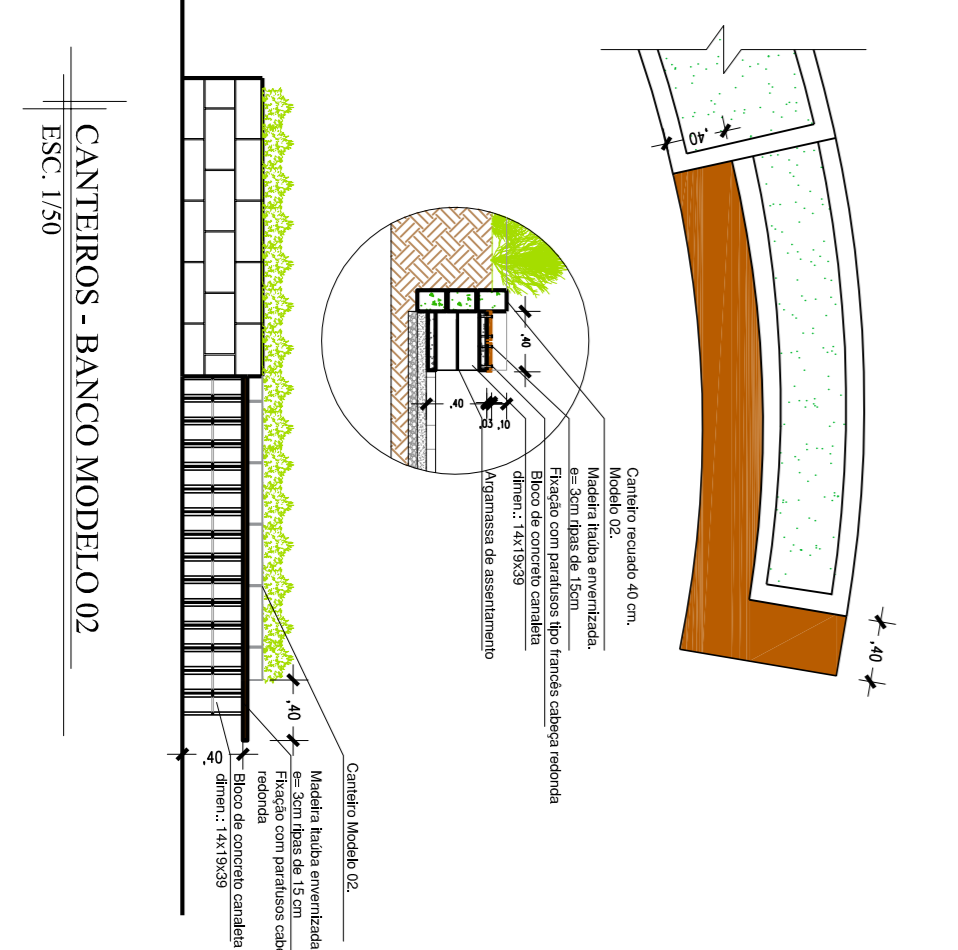 CANTEIROS - BANCO MODELO 02
ESC. 1/50
,40
,40
,40
,40
,03
,10
Canteiro recuado 40 cm.
Modelo 02.
Madeira itaúba envernizada.
e= 3cm ripas de 15cm
Fixação com parafusos tipo francês cabeça redonda
Bloco de concreto canaleta
dimen.: 14x19x39
Argamassa de assentamento
,40
,40
Canteiro Modelo 02.
Madeira itaúba envernizada
e= 3cm ripas de 15 cm
Fixação com parafusos cab
redonda
Bloco de concreto canaleta
dimen.: 14x19x39